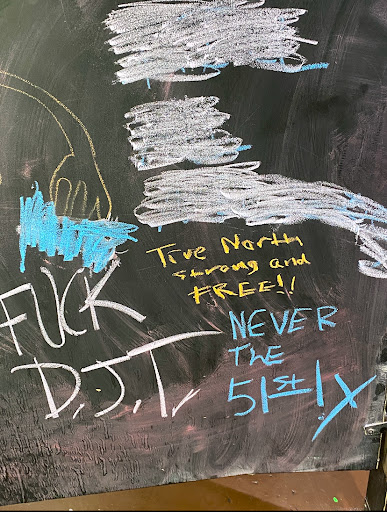 True North
strong and
FREE!!
FUCK
D.J.T.
NEVER
THE
51st!